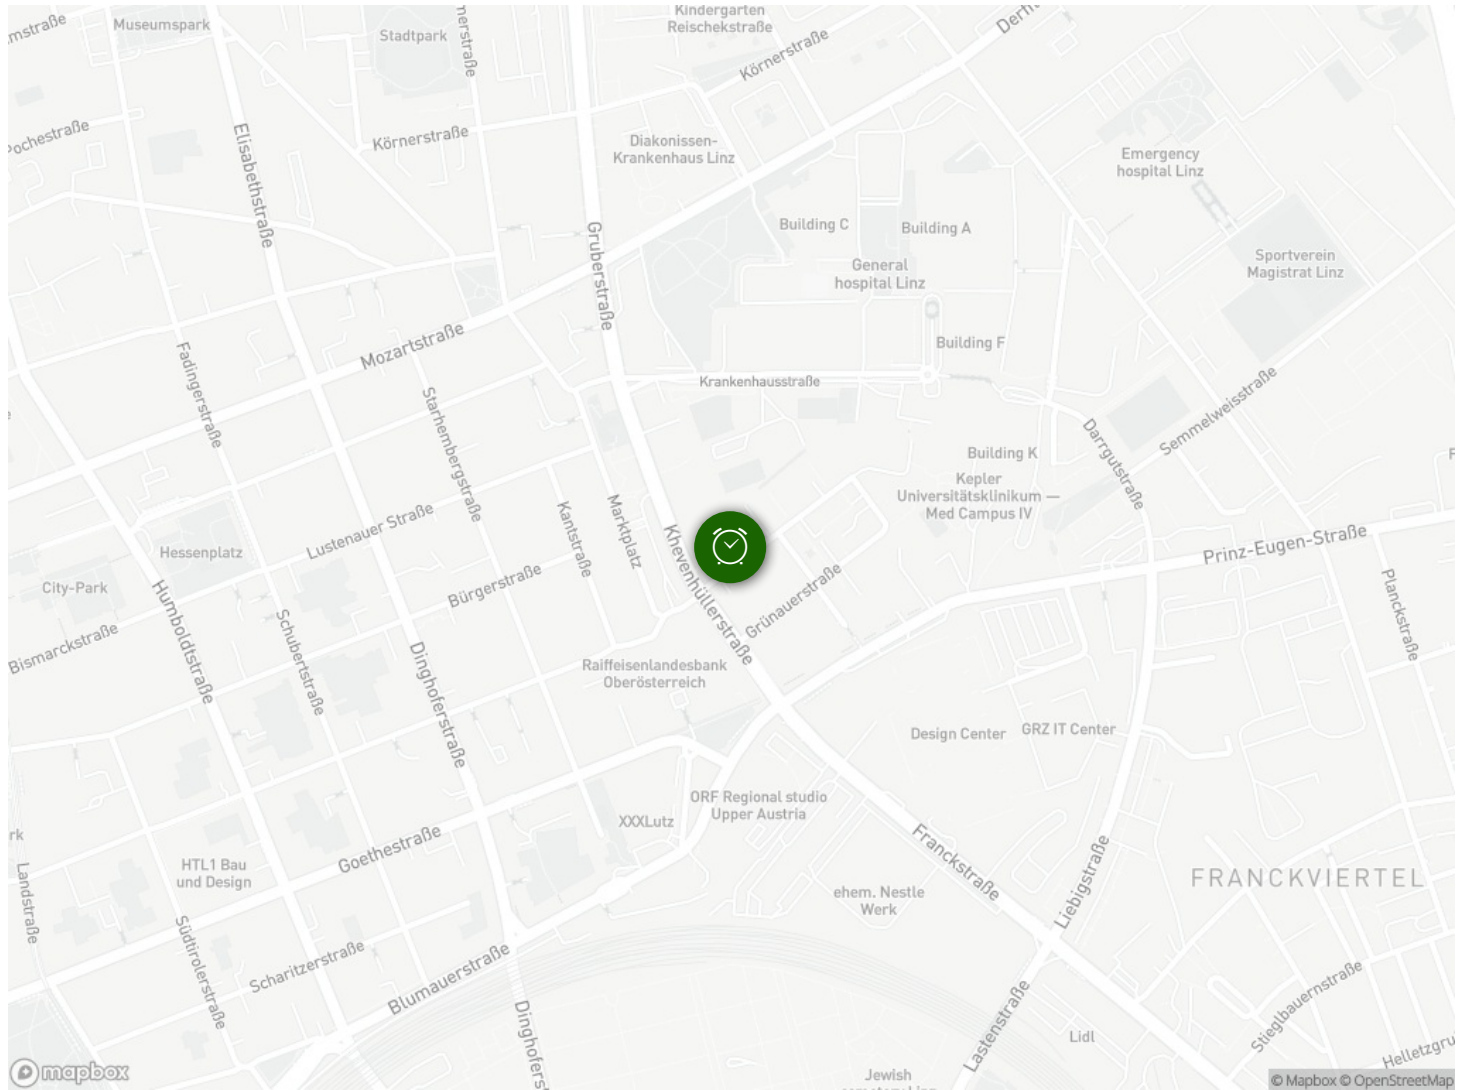 Museumspark
Stadtpark
Kindergarten
Reischekstraße
Körnerstraße
Körnerstraße
Elisabethstraße
Diakonissen-
Krankenhaus Linz
Emergency
hospital Linz
Gruberstraße
Building C
Building A
General
hospital Linz
Sportverein
Magistrat Linz
Mozartstraße
Building F
Fadingerstraße
Krankenhausstraße
Starhembergstraße
Semmelweisstraße
Darrgutstraße
Building K
Kepler
Universitätsklinikum —
Med Campus IV
Lustenauer Straße
Kantstraße
Marktplatz
Khevenhüllerstraße
Hessenplatz
Prinz-Eugen-Straße
City-Park
Bürgerstraße
Grünauerstraße
Planckstraße
Bismarckstraße
Humboldtstraße
Schubertstraße
Dinghoferstraße
Raiffeisenlandesbank
Oberösterreich
Design Center
GRZ IT Center
ORF Regional studio
Upper Austria
XXXLutz
Goethestraße
HTL1 Bau
und Design
Landstraße
Franckstraße
Liebigstraße
FRANCKVIERTEL
ehem. Nestle
Werk
Südtirolerstraße
Scharitzerstraße
Blumauerstraße
Dinghofers
Lastenstraße
Stieglbauernstraße
Lidl
Helletzgru
Jewish
mapbox
© Mapbox © OpenStreetMap